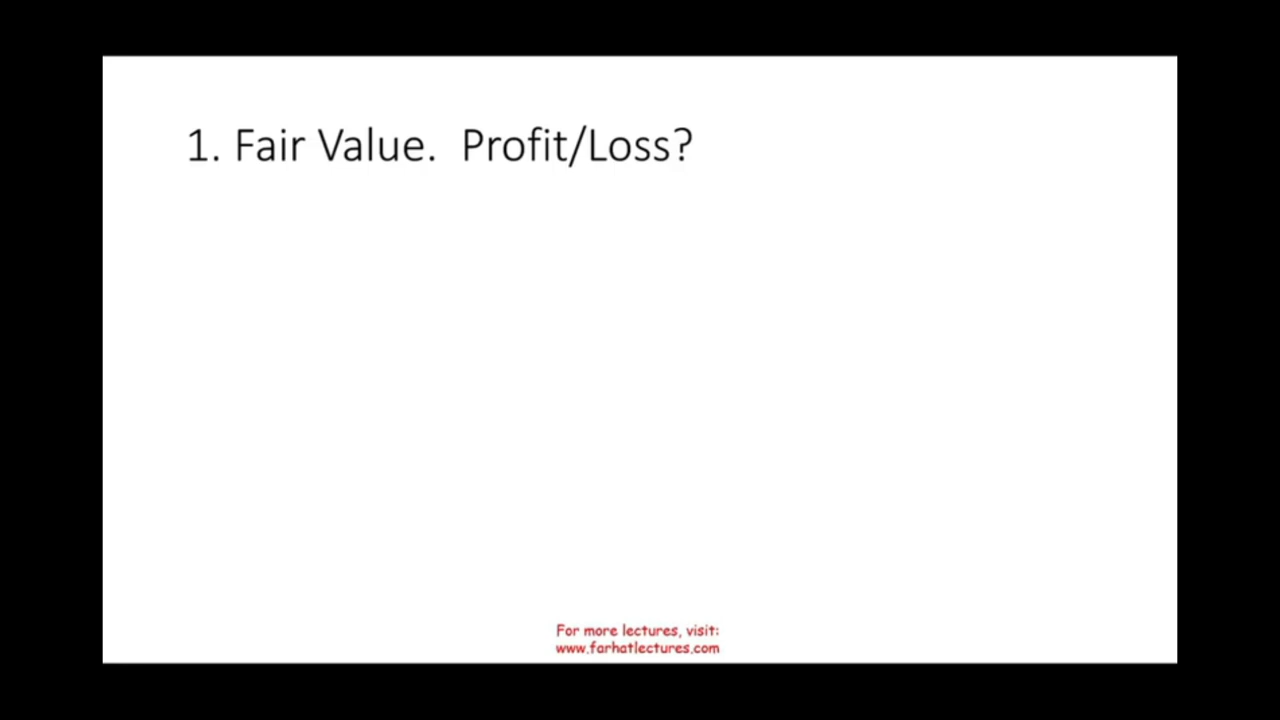 1. Fair Value.  Profit/Loss?
For more lectures, visit:
www.farhatlectures.com